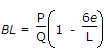 BL = P/Q (1 - 6e/L)